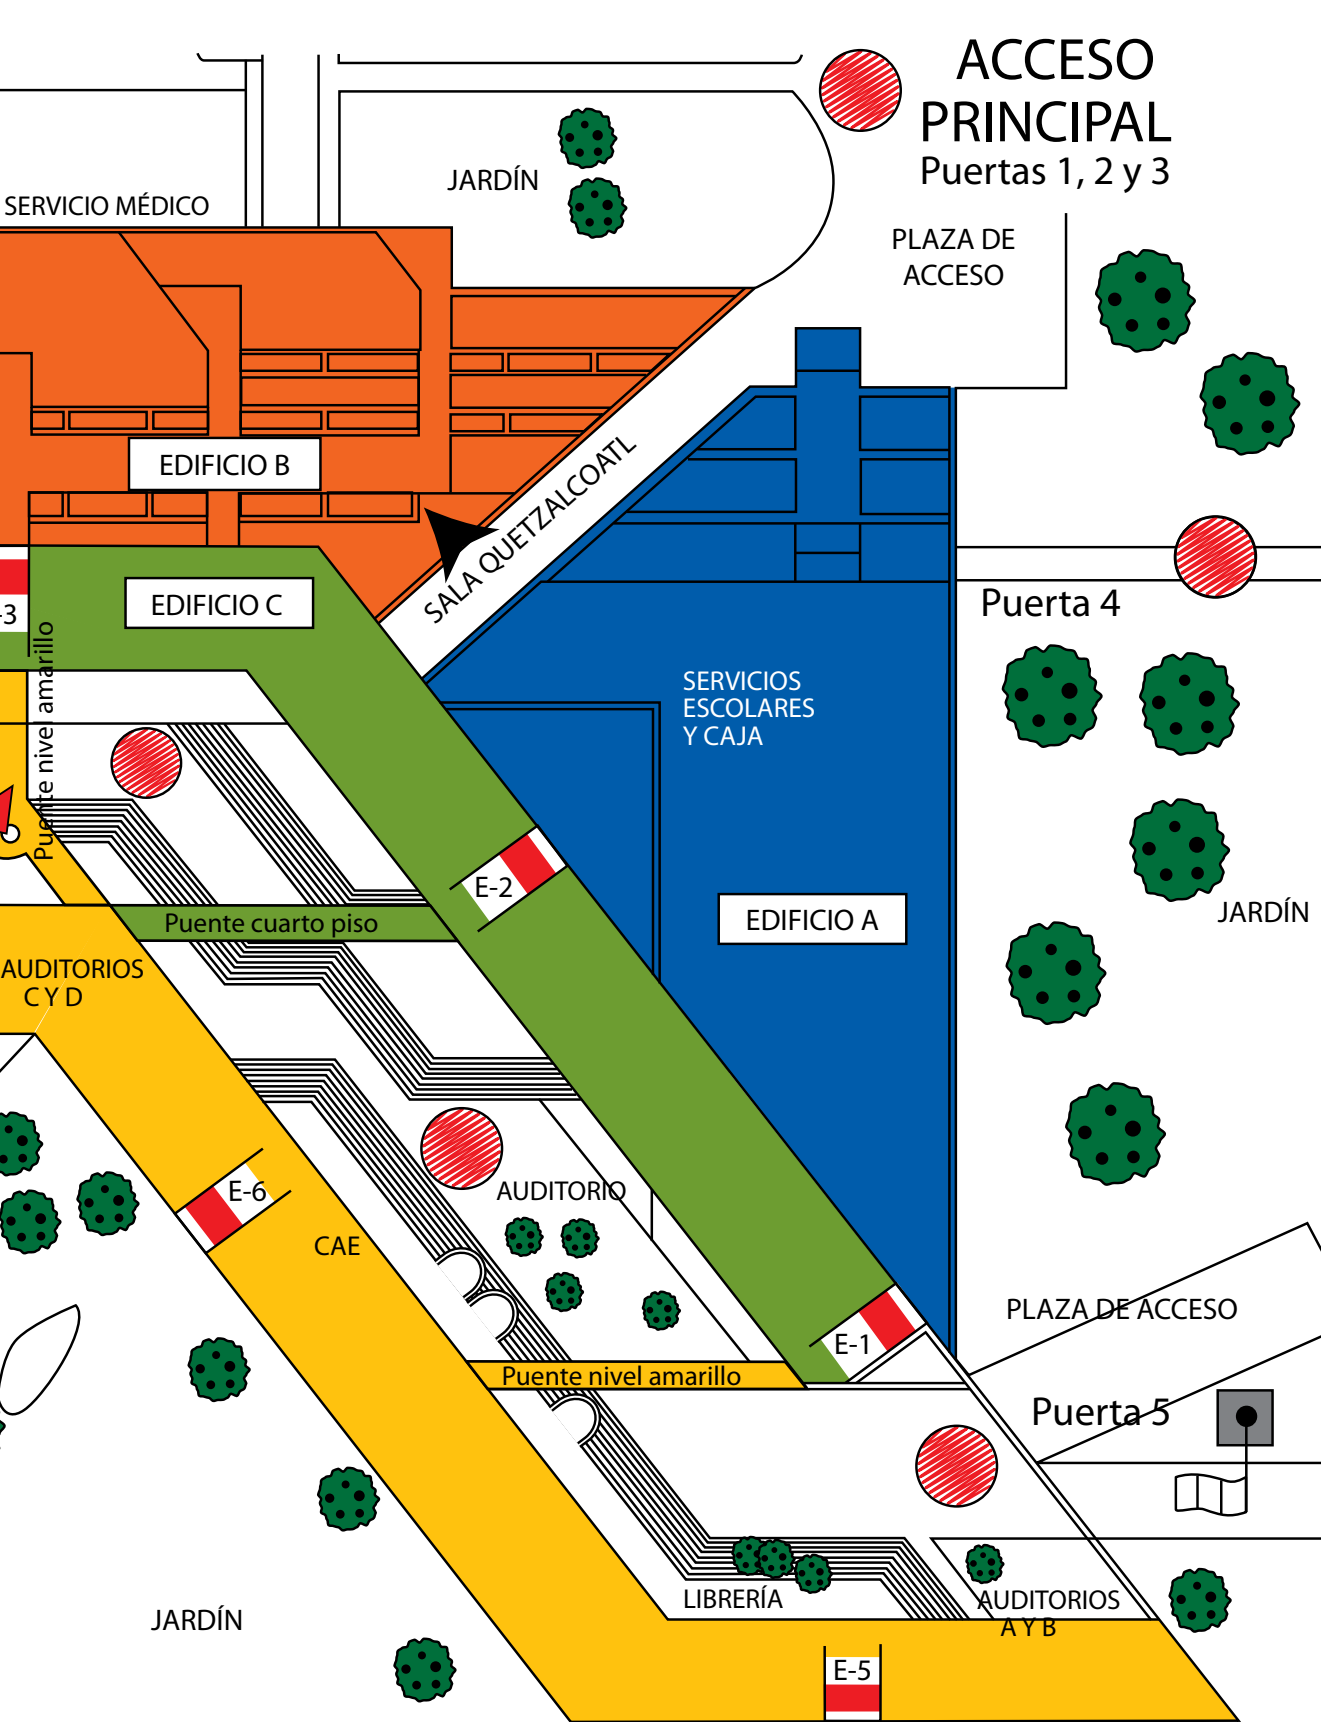 ACCESO
PRINCIPAL
Puertas 1, 2 y 3
JARDÍN
SERVICIO MÉDICO
PLAZA DE
ACCESO
EDIFICIO B
SALA QUETZALCOATL
EDIFICIO C
-3
Puente nivel amarillo
Puerta 4
SERVICIOS
ESCOLARES
Y CAJA
E-2
EDIFICIO A
JARDÍN
Puente cuarto piso
AUDITORIOS
C Y D
E-6
AUDITORIO
CAE
PLAZA DE ACCESO
E-1
Puente nivel amarillo
Puerta 5
LIBRERÍA
AUDITORIOS
A Y B
JARDÍN
E-5